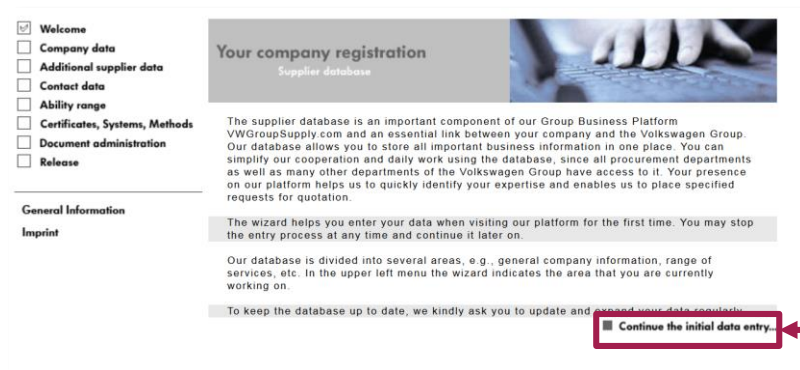 Welcome
Company data
Additional supplier data
Contact data
Ability range
Certificates, Systems, Methods
Document administration
Release
General Information
Imprint
Your company registration
Supplier database
The supplier database is an important component of our Group Business Platform
VWGroupSupply.com and an essential link between your company and the Volkswagen Group.
Our database allows you to store all important business information in one place. You can
simplify our cooperation and daily work using the database, since all procurement departments
as well as many other departments of the Volkswagen Group have access to it. Your presence
on our platform helps us to quickly identify your expertise and enables us to place specified
requests for quotation.
The wizard helps you enter your data when visiting our platform for the first time. You may stop
the entry process at any time and continue it later on.
Our database is divided into several areas, e.g., general company information, range of
services, etc. In the upper left menu the wizard indicates the area that you are currently
working on.
To keep the database up to date, we kindly ask you to update and expand your data regularly.
Continue the initial data entry...